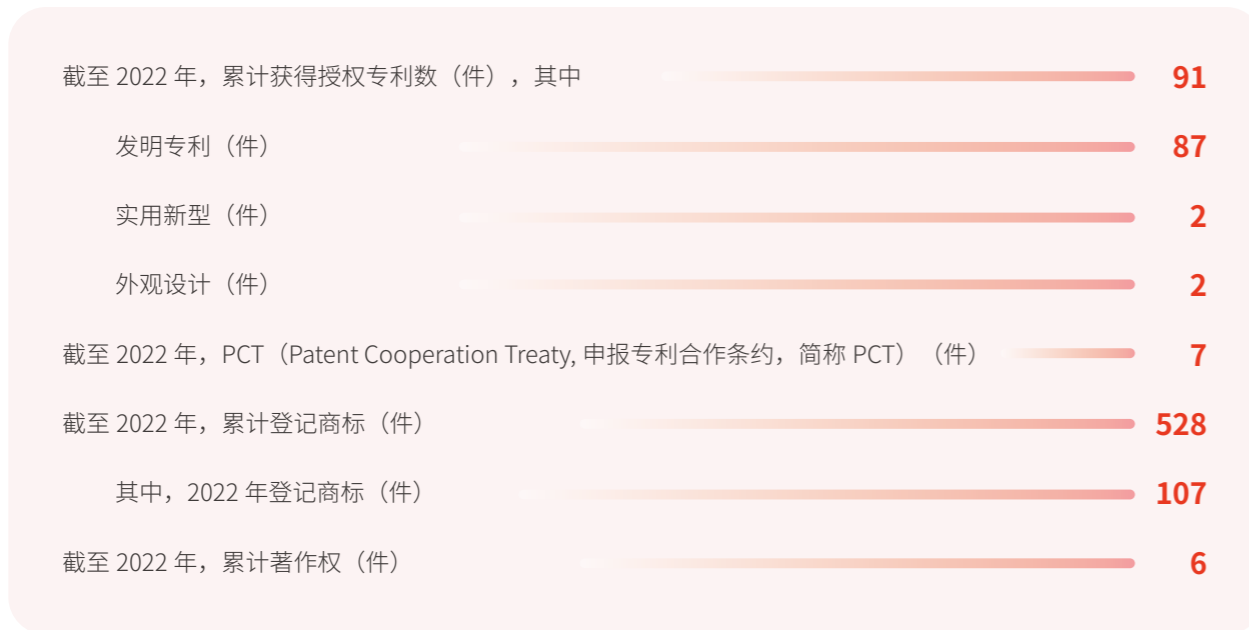 截至 2022 年，累计获得授权专利数（件），其中 91
发明专利（件） 87
实用新型（件） 2
外观设计（件） 2
截至 2022 年，PCT（Patent Cooperation Treaty, 申报专利合作条约，简称 PCT）（件） 7
截至 2022 年，累计登记商标（件） 528
其中，2022 年登记商标（件） 107
截至 2022 年，累计著作权（件） 6